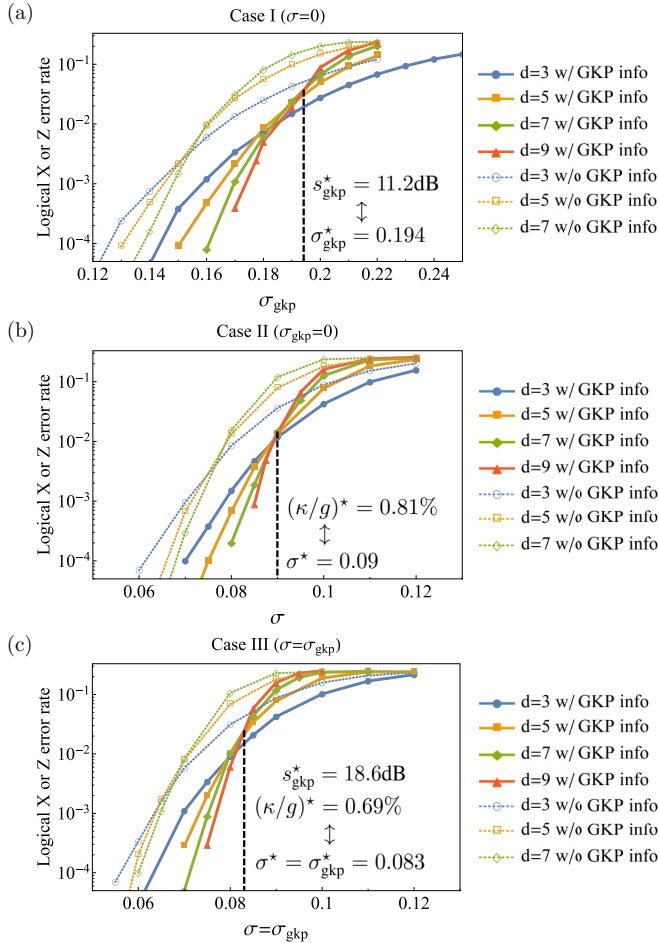 (a)
Case I (σ=0)
Logical X or Z error rate
10⁻¹
10⁻²
10⁻³
10⁻⁴
s*gkp = 11.2dB
↕
σ*gkp = 0.194
0.12 0.14 0.16 0.18 0.2 0.22 0.24
σgkp
d=3 w/ GKP info
d=5 w/ GKP info
d=7 w/ GKP info
d=9 w/ GKP info
d=3 w/o GKP info
d=5 w/o GKP info
d=7 w/o GKP info
(b)
Case II (σgkp=0)
Logical X or Z error rate
10⁻¹
10⁻²
10⁻³
10⁻⁴
(κ/g)* = 0.81%
↕
σ* = 0.09
0.06 0.08 0.1 0.12
σ
d=3 w/ GKP info
d=5 w/ GKP info
d=7 w/ GKP info
d=9 w/ GKP info
d=3 w/o GKP info
d=5 w/o GKP info
d=7 w/o GKP info
(c)
Case III (σ=σgkp)
Logical X or Z error rate
10⁻¹
10⁻²
10⁻³
10⁻⁴
s*gkp = 18.6dB
(κ/g)* = 0.69%
↕
σ* = σ*gkp = 0.083
0.06 0.08 0.1 0.12
σ=σgkp
d=3 w/ GKP info
d=5 w/ GKP info
d=7 w/ GKP info
d=9 w/ GKP info
d=3 w/o GKP info
d=5 w/o GKP info
d=7 w/o GKP info